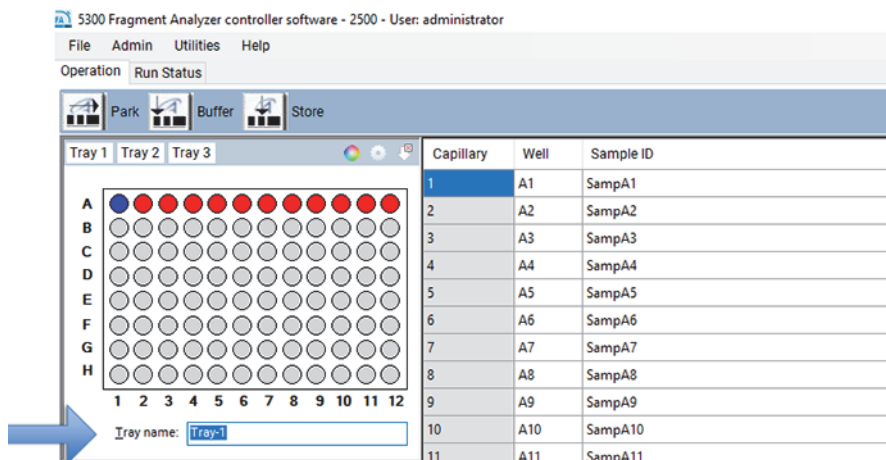 5300 Fragment Analyzer controller software - 2500 - User: administrator
File Admin Utilities Help
Operation Run Status
Park Buffer Store
Tray 1 Tray 2 Tray 3
A
B
C
D
E
F
G
H
1 2 3 4 5 6 7 8 9 10 11 12
Tray name: Tray-1
Capillary Well Sample ID
1 A1 SampA1
2 A2 SampA2
3 A3 SampA3
4 A4 SampA4
5 A5 SampA5
6 A6 SampA6
7 A7 SampA7
8 A8 SampA8
9 A9 SampA9
10 A10 SampA10
11 A11 SampA11